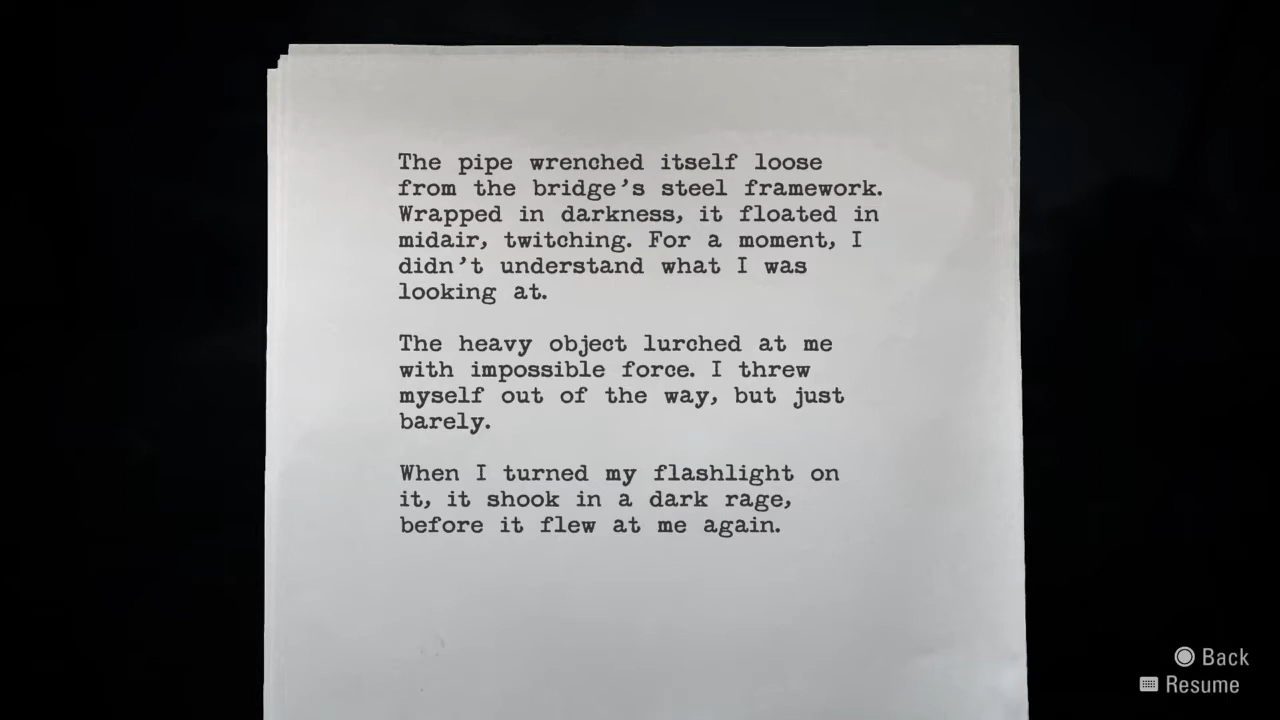 The pipe wrenched itself loose
from the bridge's steel framework.
Wrapped in darkness, it floated in
midair, twitching. For a moment, I
didn't understand what I was
looking at.
The heavy object lurched at me
with impossible force. I threw
myself out of the way, but just
barely.
When I turned my flashlight on
it, it shook in a dark rage,
before it flew at me again.
Back
Resume